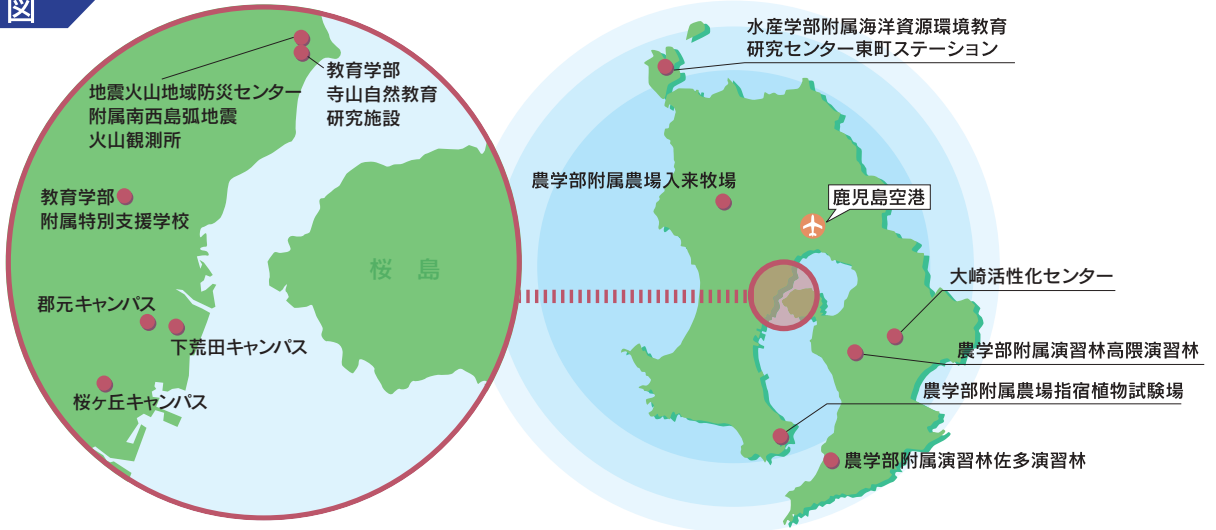 図
地震火山地域防災センター
附属南西島弧地震
火山観測所
教育学部
寺山自然教育
研究施設
教育学部
附属特別支援学校
桜 島
郡元キャンパス
下荒田キャンパス
桜ヶ丘キャンパス
水産学部附属海洋資源環境教育
研究センター東町ステーション
農学部附属農場入来牧場
鹿児島空港
大崎活性化センター
農学部附属演習林高隈演習林
農学部附属農場指宿植物試験場
農学部附属演習林佐多演習林